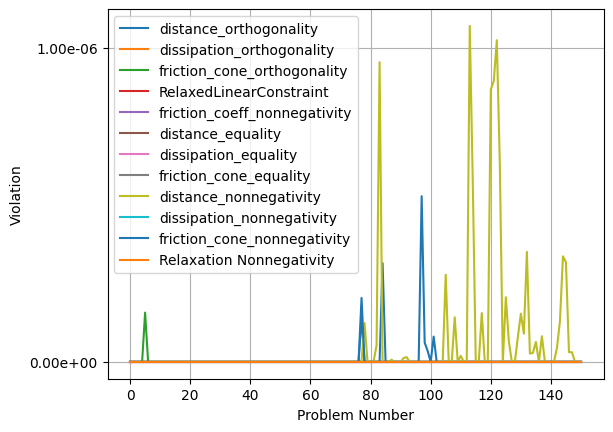 distance_orthogonality
dissipation_orthogonality
friction_cone_orthogonality
RelaxedLinearConstraint
friction_coeff_nonnegativity
distance_equality
dissipation_equality
friction_cone_equality
distance_nonnegativity
dissipation_nonnegativity
friction_cone_nonnegativity
Relaxation Nonnegativity
1.00e-06
0.00e+00
Violation
0 20 40 60 80 100 120 140
Problem Number